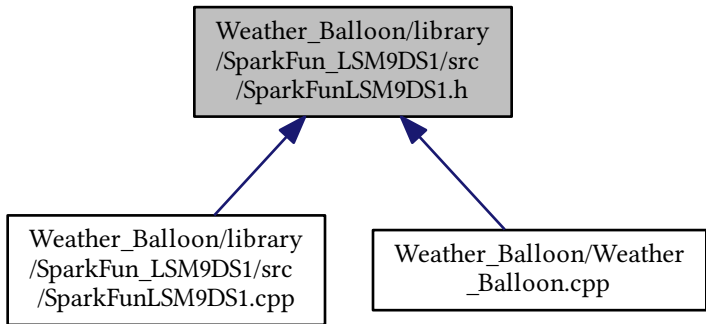 Weather_Balloon/library
/SparkFun_LSM9DS1/src
/SparkFunLSM9DS1.h
Weather_Balloon/library
/SparkFun_LSM9DS1/src
/SparkFunLSM9DS1.cpp
Weather_Balloon/Weather
_Balloon.cpp